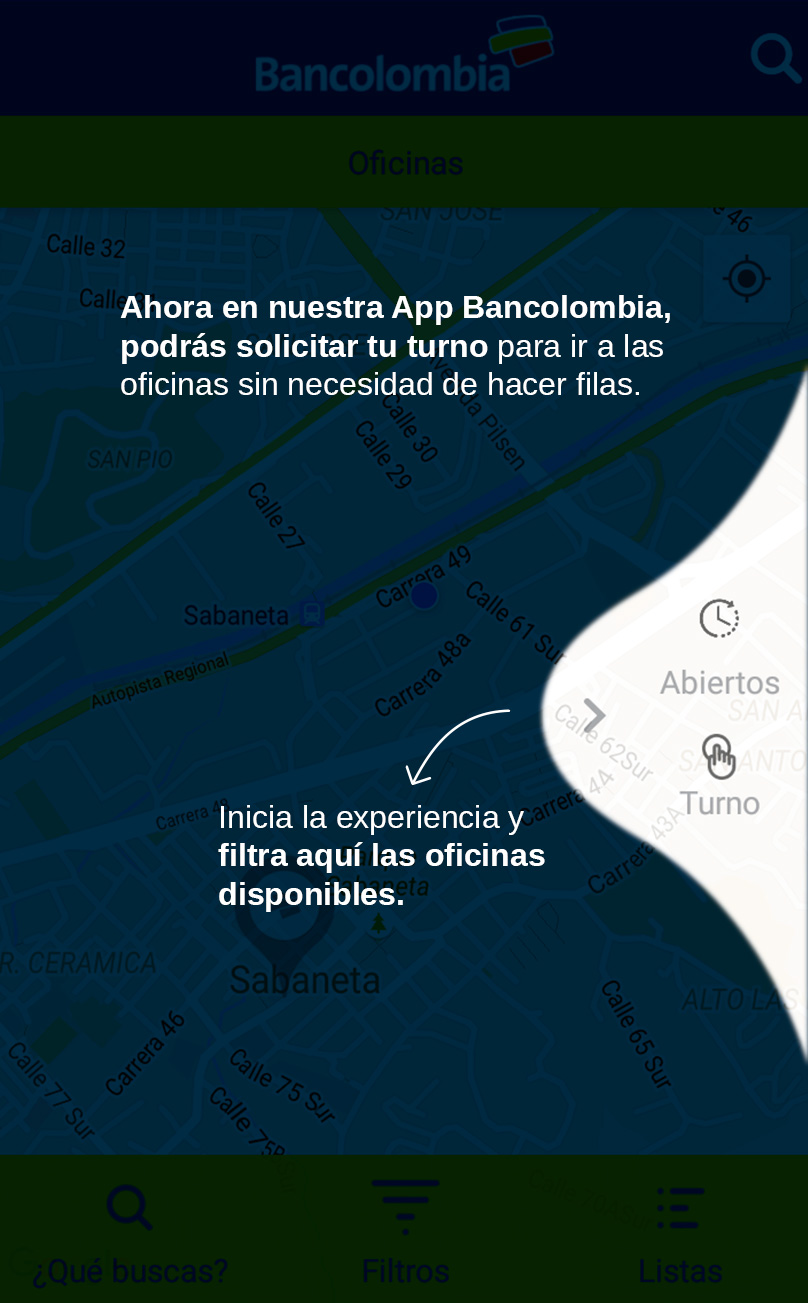 Bancolombia
Oficinas
SAN JOSE
Calle 32
Ahora en nuestra App Bancolombia,
podrás solicitar tu turno para ir a las
oficinas sin necesidad de hacer filas.
Calle 30
Calle 29
SAN PIO
Calle 27
Carrera 49
Sabaneta
Calle 61 Sur
Abiertos
Autopista Regional
Carrera 48a
Calle 62Sur
Turno
Carrera 44
Carrera 43A
Inicia la experiencia y
filtra aquí las oficinas
disponibles.
R. CERAMICA
Sabaneta
ALTO LAS
Calle 65 Sur
Carrera 46
Calle 77 Sur
Calle 75 Sur
¿Qué buscas?
Filtros
Listas